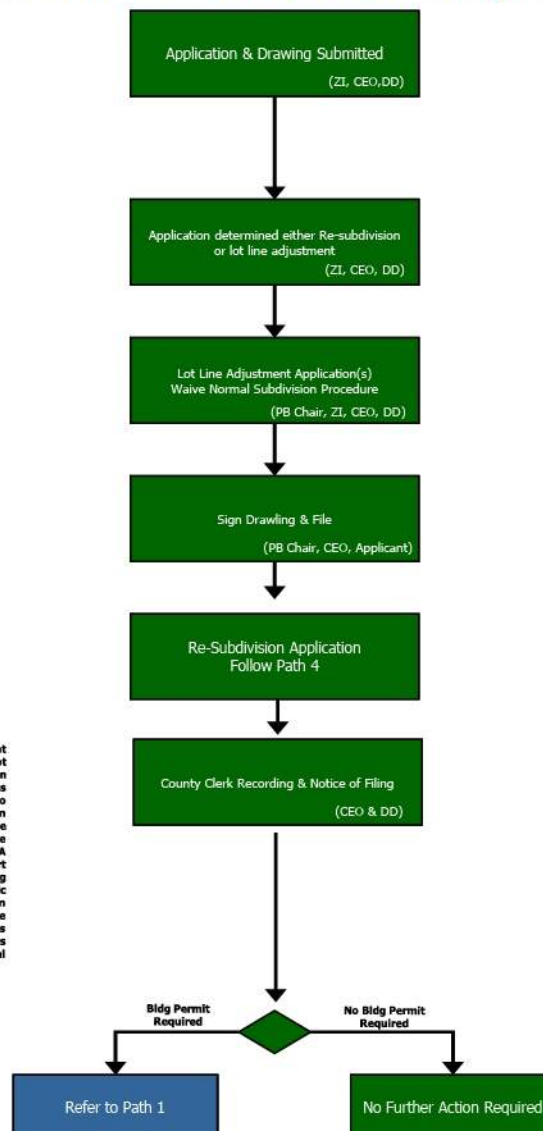 Application & Drawing Submitted
(ZI, CEO,DD)
Application determined either Re-subdivision
or lot line adjustment
(ZI, CEO, DD)
Lot Line Adjustment Application(s)
Waive Normal Subdivision Procedure
(PB Chair, ZI, CEO, DD)
Sign Drawling & File
(PB Chair, CEO, Applicant)
Re-Subdivision Application
Follow Path 4
County Clerk Recording & Notice of Filing
(CEO & DD)
Bldg Permit
Required
No Bldg Permit
Required
Refer to Path 1
No Further Action Required